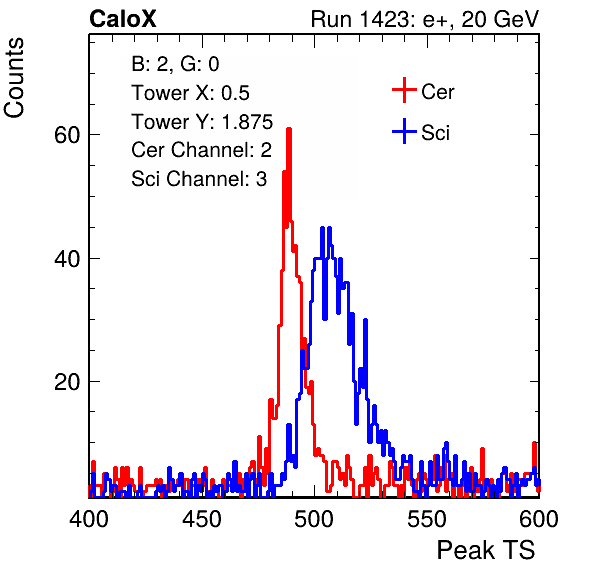 CaloX
Run 1423: e+, 20 GeV
Counts
B: 2, G: 0
Tower X: 0.5
Tower Y: 1.875
Cer Channel: 2
Sci Channel: 3
Cer
Sci
60
40
20
400 450 500 550 600
Peak TS